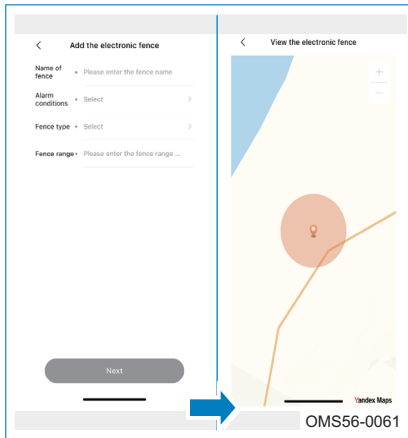 Add the electronic fence
Name of
fence
• Please enter the fence name
Alarm
conditions
• Select
Fence type • Select
Fence range• Please enter the fence range ...
Next
View the electronic fence
+
−
Yandex Maps
OMS56-0061